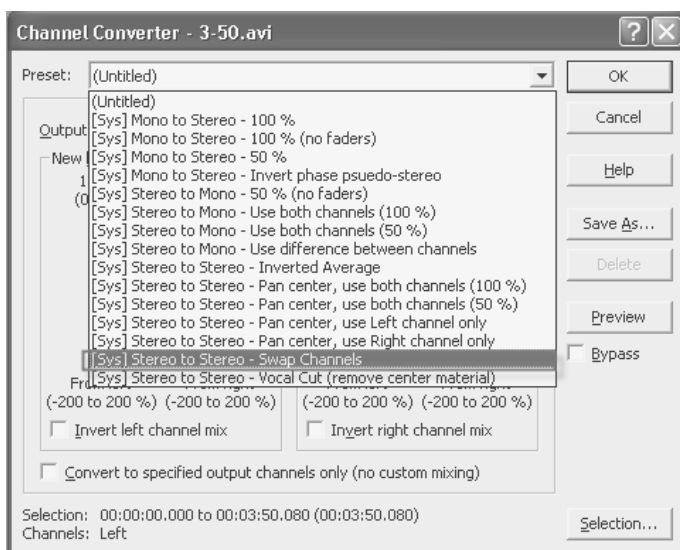 Channel Converter - 3-50.avi
Preset: (Untitled)
OK
(Untitled)
[Sys] Mono to Stereo - 100 %
Cancel
Output
[Sys] Mono to Stereo - 100 % (no faders)
New
[Sys] Mono to Stereo - 50 %
1
[Sys] Mono to Stereo - Invert phase psuedo-stereo
Help
(0
[Sys] Stereo to Mono - 50 % (no faders)
[Sys] Stereo to Mono - Use both channels (100 %)
Save As...
[Sys] Stereo to Mono - Use both channels (50 %)
[Sys] Stereo to Mono - Use difference between channels
Delete
[Sys] Stereo to Stereo - Inverted Average
[Sys] Stereo to Stereo - Pan center, use both channels (100 %)
[Sys] Stereo to Stereo - Pan center, use both channels (50 %)
Preview
[Sys] Stereo to Stereo - Pan center, use Left channel only
[Sys] Stereo to Stereo - Pan center, use Right channel only
Bypass
[Sys] Stereo to Stereo - Swap Channels
[Sys] Stereo to Stereo - Vocal Cut (remove center material)
(-200 to 200 %) (-200 to 200 %) (-200 to 200 %) (-200 to 200 %)
Invert left channel mix Invert right channel mix
Convert to specified output channels only (no custom mixing)
Selection: 00:00:00.000 to 00:03:50.080 (00:03:50.080)
Selection...
Channels: Left